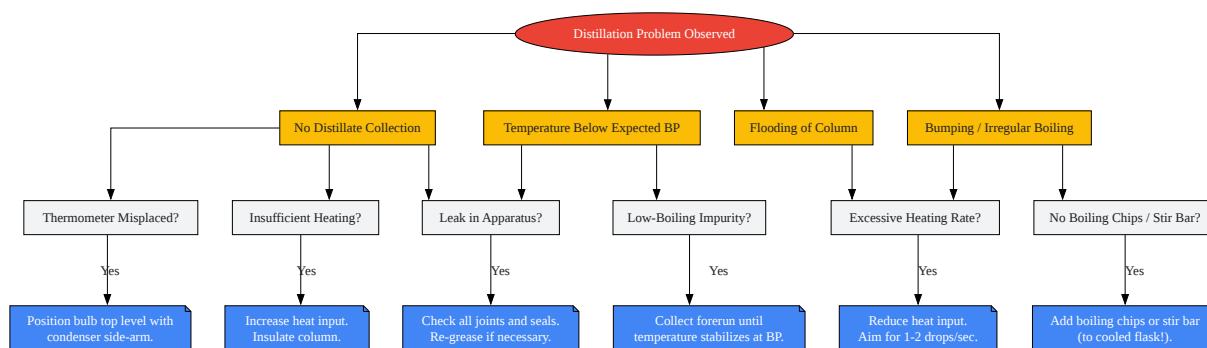 Distillation Problem Observed
No Distillate Collection
Temperature Below Expected BP
Flooding of Column
Bumping / Irregular Boiling
Thermometer Misplaced?
Insufficient Heating?
Leak in Apparatus?
Low-Boiling Impurity?
Excessive Heating Rate?
No Boiling Chips / Stir Bar?
Yes
Yes
Yes
Yes
Yes
Yes
Position bulb top level with
condenser side-arm.
Increase heat input.
Insulate column.
Check all joints and seals.
Re-grease if necessary.
Collect forerun until
temperature stabilizes at BP.
Reduce heat input.
Aim for 1-2 drops/sec.
Add boiling chips or stir bar
(to cooled flask!).